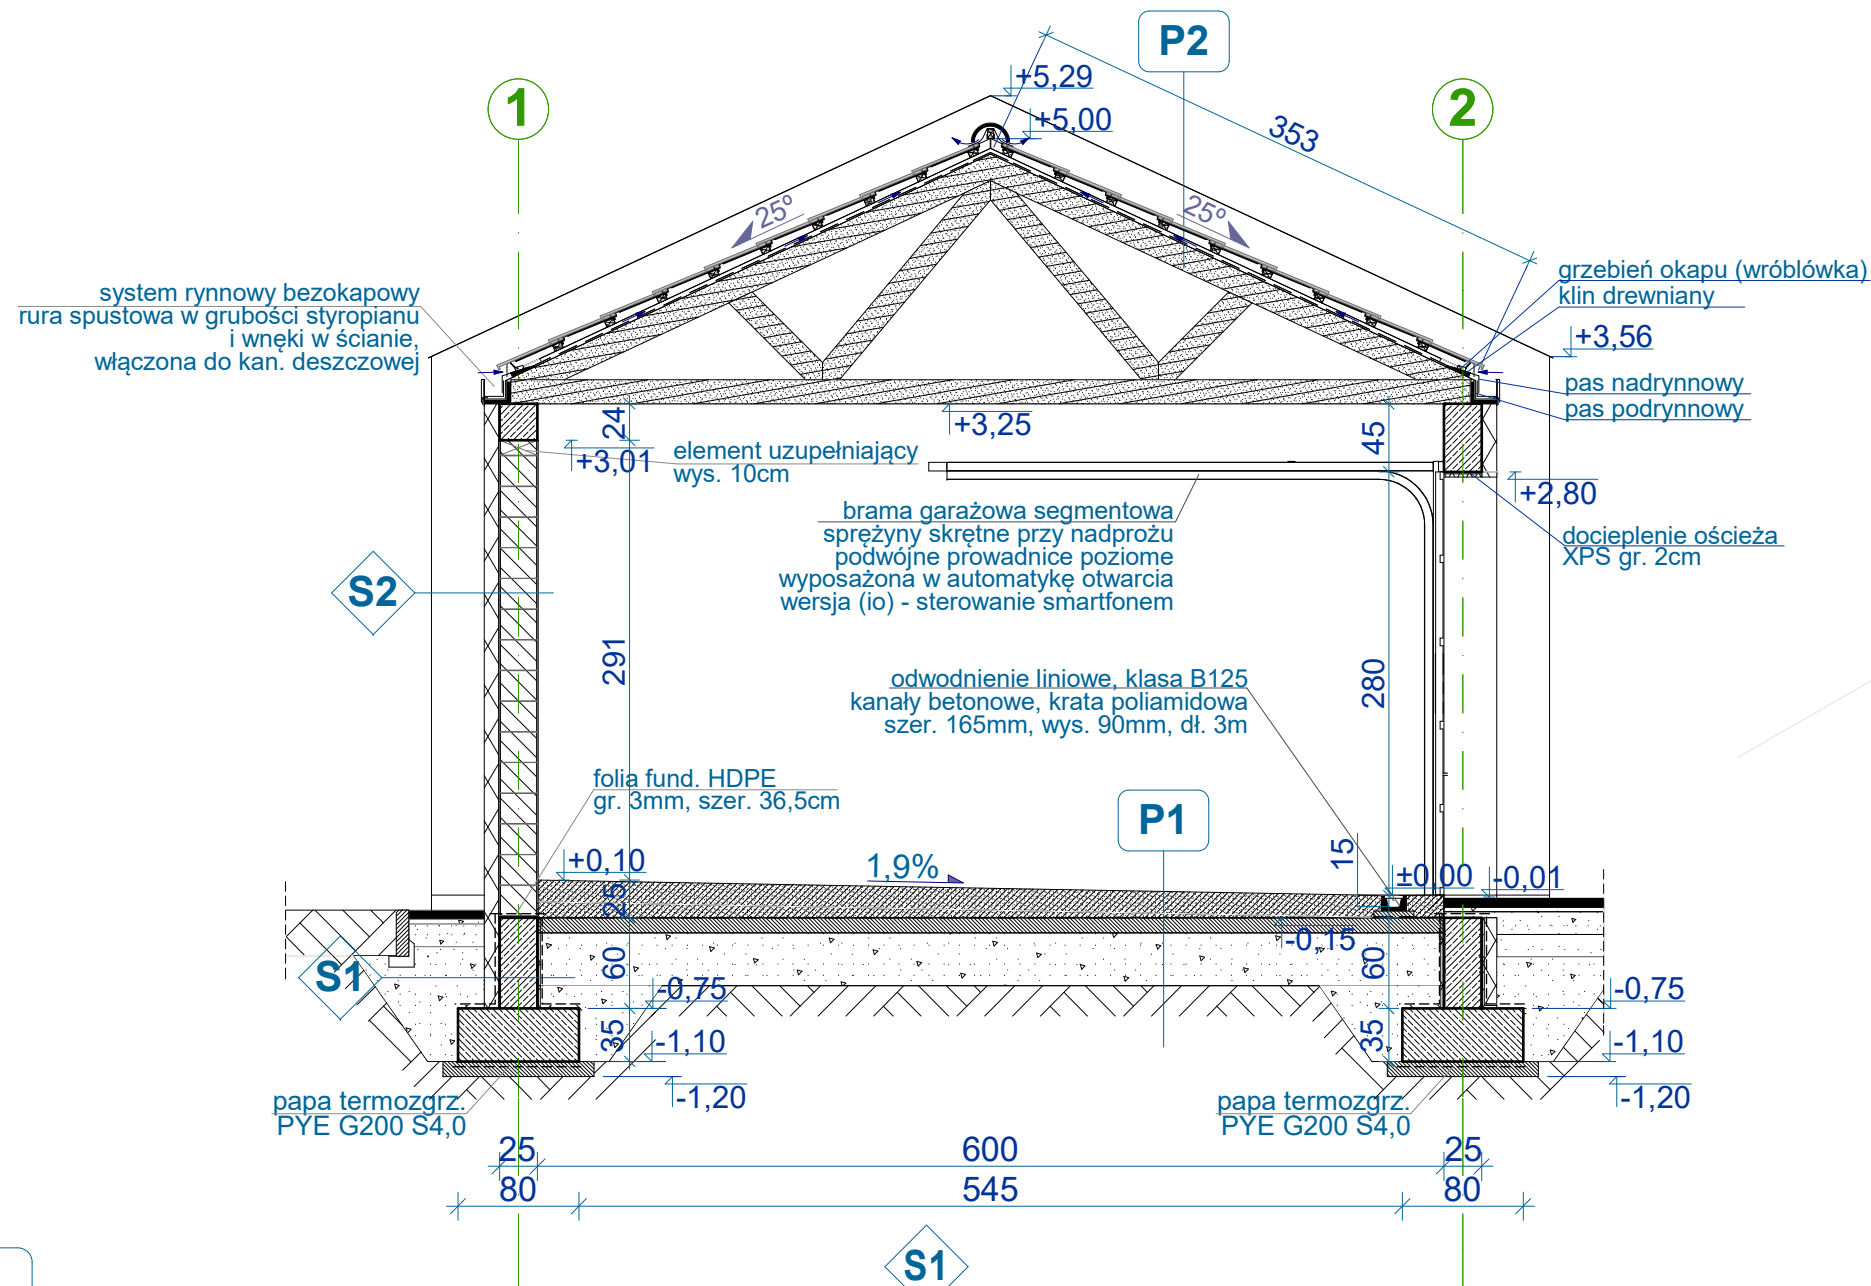 P2
1
2
+5,29
+5,00
353
25°
25°
system rynnowy bezokapowy
rura spustowa w grubości styropianu
i wnęki w ścianie,
włączona do kan. deszczowej
grzebień okapu (wróblówka)
klin drewniany
+3,56
pas nadrynnowy
pas podrynnowy
24
+3,25
45
+3,01
element uzupełniający
wys. 10cm
+2,80
brama garażowa segmentowa
sprężyny skrętne przy nadprożu
podwójne prowadnice poziome
wyposażona w automatykę otwarcia
wersja (io) - sterowanie smartfonem
docieplenie ościeża
XPS gr. 2cm
S2
291
280
odwodnienie liniowe, klasa B125
kanały betonowe, krata poliamidowa
szer. 165mm, wys. 90mm, dł. 3m
folia fund. HDPE
gr. 3mm, szer. 36,5cm
P1
+0,10
1,9%
15
±0,00
-0,01
25
-0,15
S1
60
60
-0,75
-0,75
35
-1,10
35
-1,10
-1,20
-1,20
papa termozgrz.
PYE G200 S4,0
papa termozgrz.
PYE G200 S4,0
25
600
25
80
545
80
S1